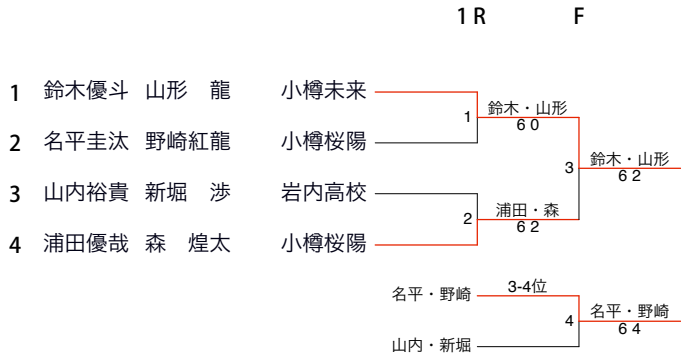 1R F
1 鈴木優斗 山形 龍 小樽未来
1
鈴木・山形
6 0
2 名平圭汰 野崎紅龍 小樽桜陽
3
鈴木・山形
6 2
3 山内裕貴 新堀 渉 岩内高校
2
浦田・森
6 2
4 浦田優哉 森 煌太 小樽桜陽
名平・野崎
3-4位
4
名平・野崎
6 4
山内・新堀